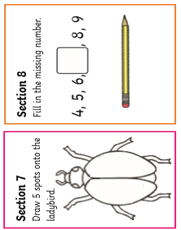 Section 7
Draw 5 spots onto the
ladybird.
Section 8
Fill in the missing number.
4, 5, 6, , 8, 9